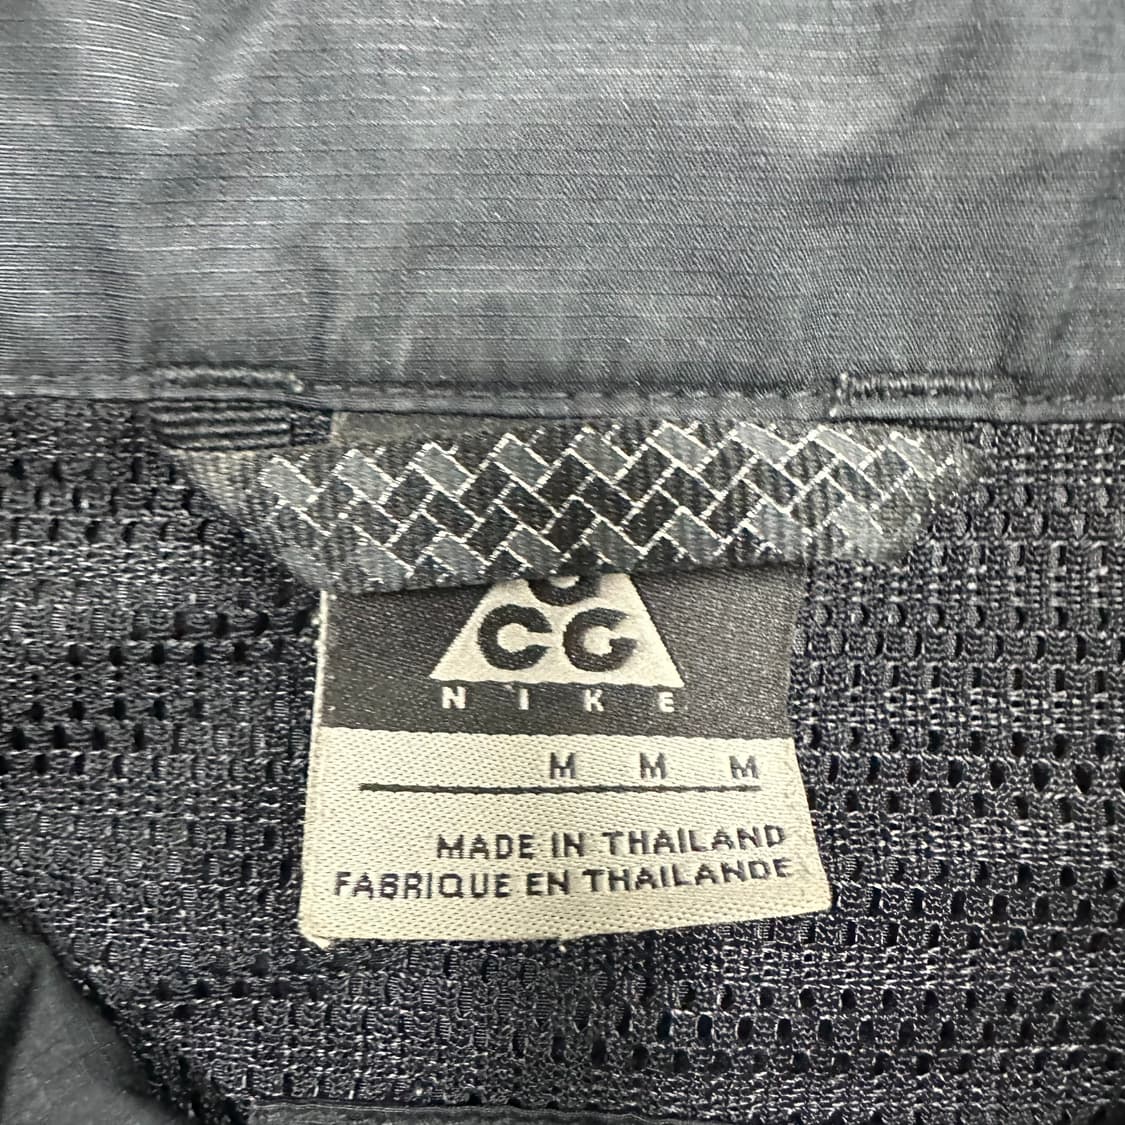 CG
NIKE
M M M
MADE IN THAILAND
FABRIQUE EN THAILANDE